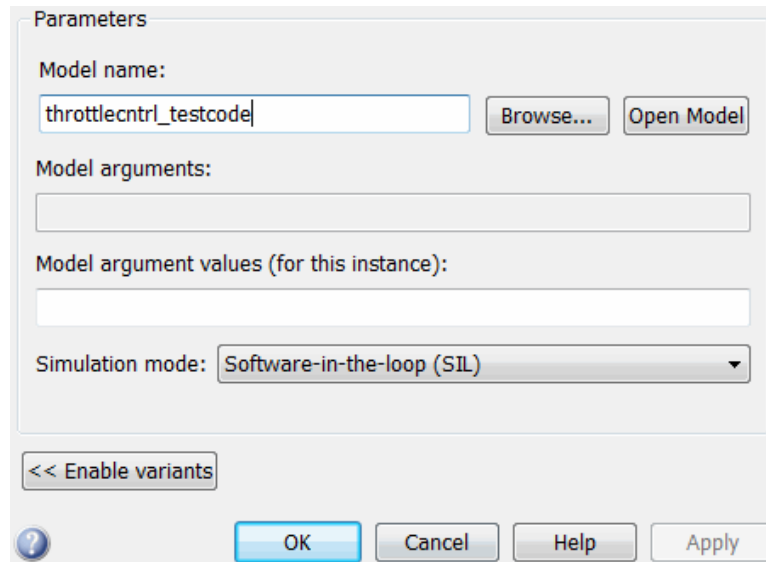 Parameters
Model name:
throttlecntrl_testcode
Browse...
Open Model
Model arguments:
Model argument values (for this instance):
Simulation mode: Software-in-the-loop (SIL)
<< Enable variants
?
OK
Cancel
Help
Apply